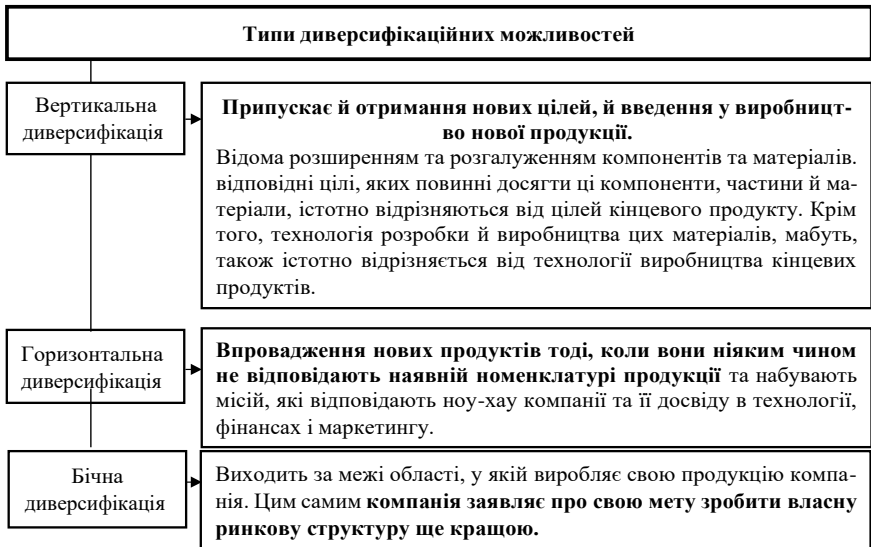 Типи диверсифікаційних можливостей
Вертикальна
диверсифікація
Припускає й отримання нових цілей, й введення у виробницт-
во нової продукції.
Відома розширенням та розгалуженням компонентів та матеріалів.
відповідні цілі, яких повинні досягти ці компоненти, частини й ма-
теріали, істотно відрізняються від цілей кінцевого продукту. Крім
того, технологія розробки й виробництва цих матеріалів, мабуть,
також істотно відрізняється від технології виробництва кінцевих
продуктів.
Горизонтальна
диверсифікація
Впровадження нових продуктів тоді, коли вони ніяким чином
не відповідають наявній номенклатурі продукції та набувають
місій, які відповідають ноу-хау компанії та її досвіду в технології,
фінансах і маркетингу.
Бічна
диверсифікація
Виходить за межі області, у якій виробляє свою продукцію компа-
нія. Цим самим компанія заявляє про свою мету зробити власну
ринкову структуру ще кращою.